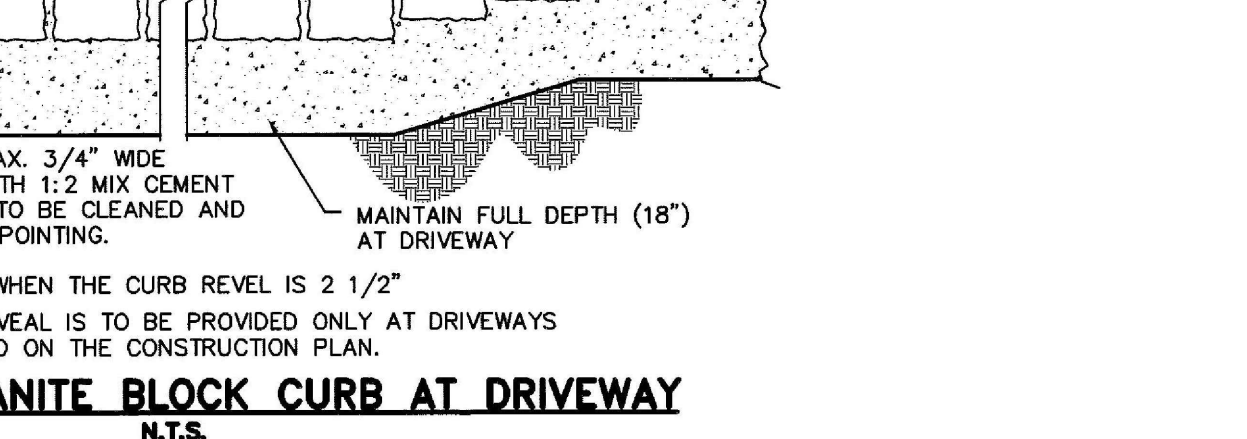 AX. 3/4" WIDE
TH 1:2 MIX CEMENT
TO BE CLEANED AND
POINTING.
MAINTAIN FULL DEPTH (18")
AT DRIVEWAY
WHEN THE CURB REVEL IS 2 1/2"
VEAL IS TO BE PROVIDED ONLY AT DRIVEWAYS
ON THE CONSTRUCTION PLAN.
ANITE BLOCK CURB AT DRIVEWAY
N.T.S.